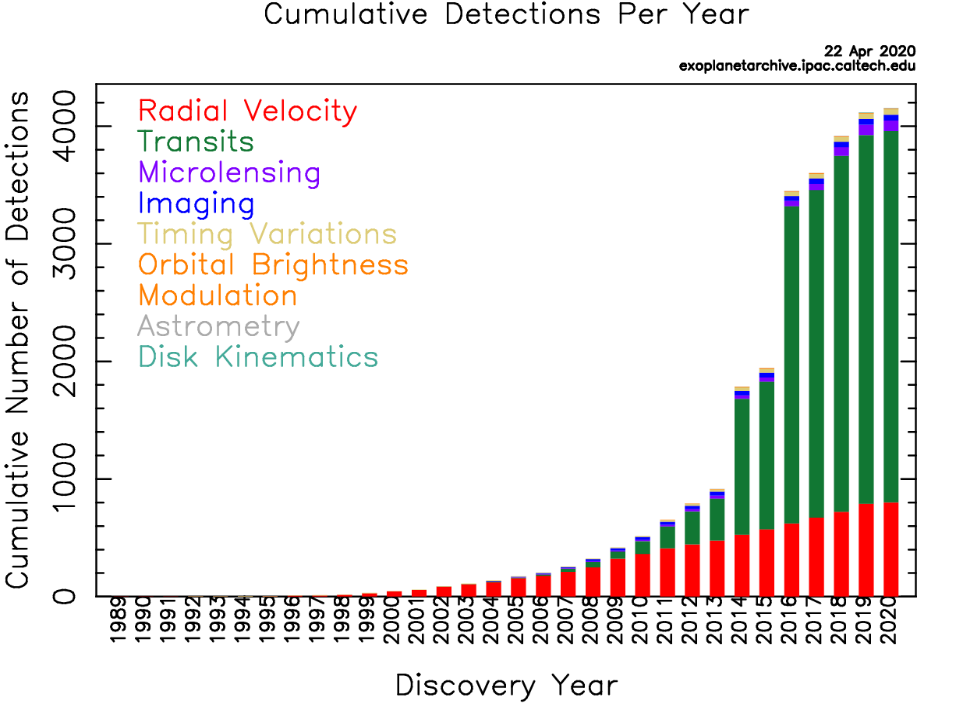 Cumulative Detections Per Year
22 Apr 2020
exoplanetarchive.ipac.caltech.edu
Cumulative Number of Detections
4000
3000
2000
1000
0
Radial Velocity
Transits
Microlensing
Imaging
Timing Variations
Orbital Brightness
Modulation
Astrometry
Disk Kinematics
1989
1990
1991
1992
1993
1994
1995
1996
1997
1998
1999
2000
2001
2002
2003
2004
2005
2006
2007
2008
2009
2010
2011
2012
2013
2014
2015
2016
2017
2018
2019
2020
Discovery Year